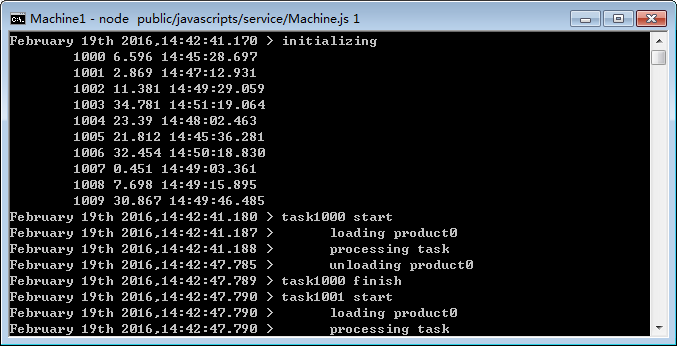 Machine1 - node  public/javascripts/service/Machine.js 1
February 19th 2016,14:42:41.170 > initializing
1000 6.596 14:45:28.697
1001 2.869 14:47:12.931
1002 11.381 14:49:29.059
1003 34.781 14:51:19.064
1004 23.39 14:48:02.463
1005 21.812 14:45:36.281
1006 32.454 14:50:18.830
1007 0.451 14:49:03.361
1008 7.698 14:49:15.895
1009 30.867 14:49:46.485
February 19th 2016,14:42:41.180 > task1000 start
February 19th 2016,14:42:41.187 >       loading product0
February 19th 2016,14:42:41.188 >       processing task
February 19th 2016,14:42:47.785 >       unloading product0
February 19th 2016,14:42:47.789 > task1000 finish
February 19th 2016,14:42:47.790 > task1001 start
February 19th 2016,14:42:47.790 >       loading product0
February 19th 2016,14:42:47.790 >       processing task